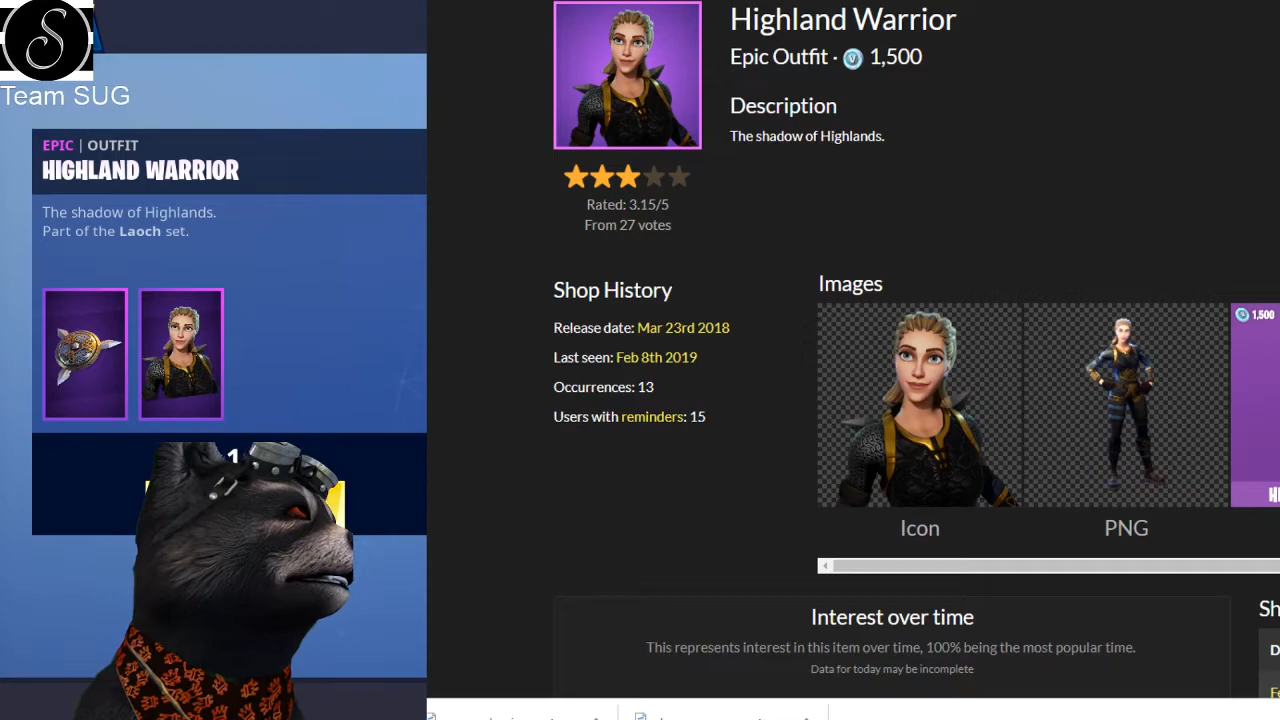 S
Team SUG
EPIC | OUTFIT
HIGHLAND WARRIOR
The shadow of Highlands.
Part of the Laoch set.
1
Highland Warrior
Epic Outfit · V 1,500
Description
The shadow of Highlands.
Rated: 3.15/5
From 27 votes
Shop History
Release date: Mar 23rd 2018
Last seen: Feb 8th 2019
Occurrences: 13
Users with reminders: 15
Images
V 1,500
Icon
PNG
Interest over time
This represents interest in this item over time, 100% being the most popular time.
Data for today may be incomplete